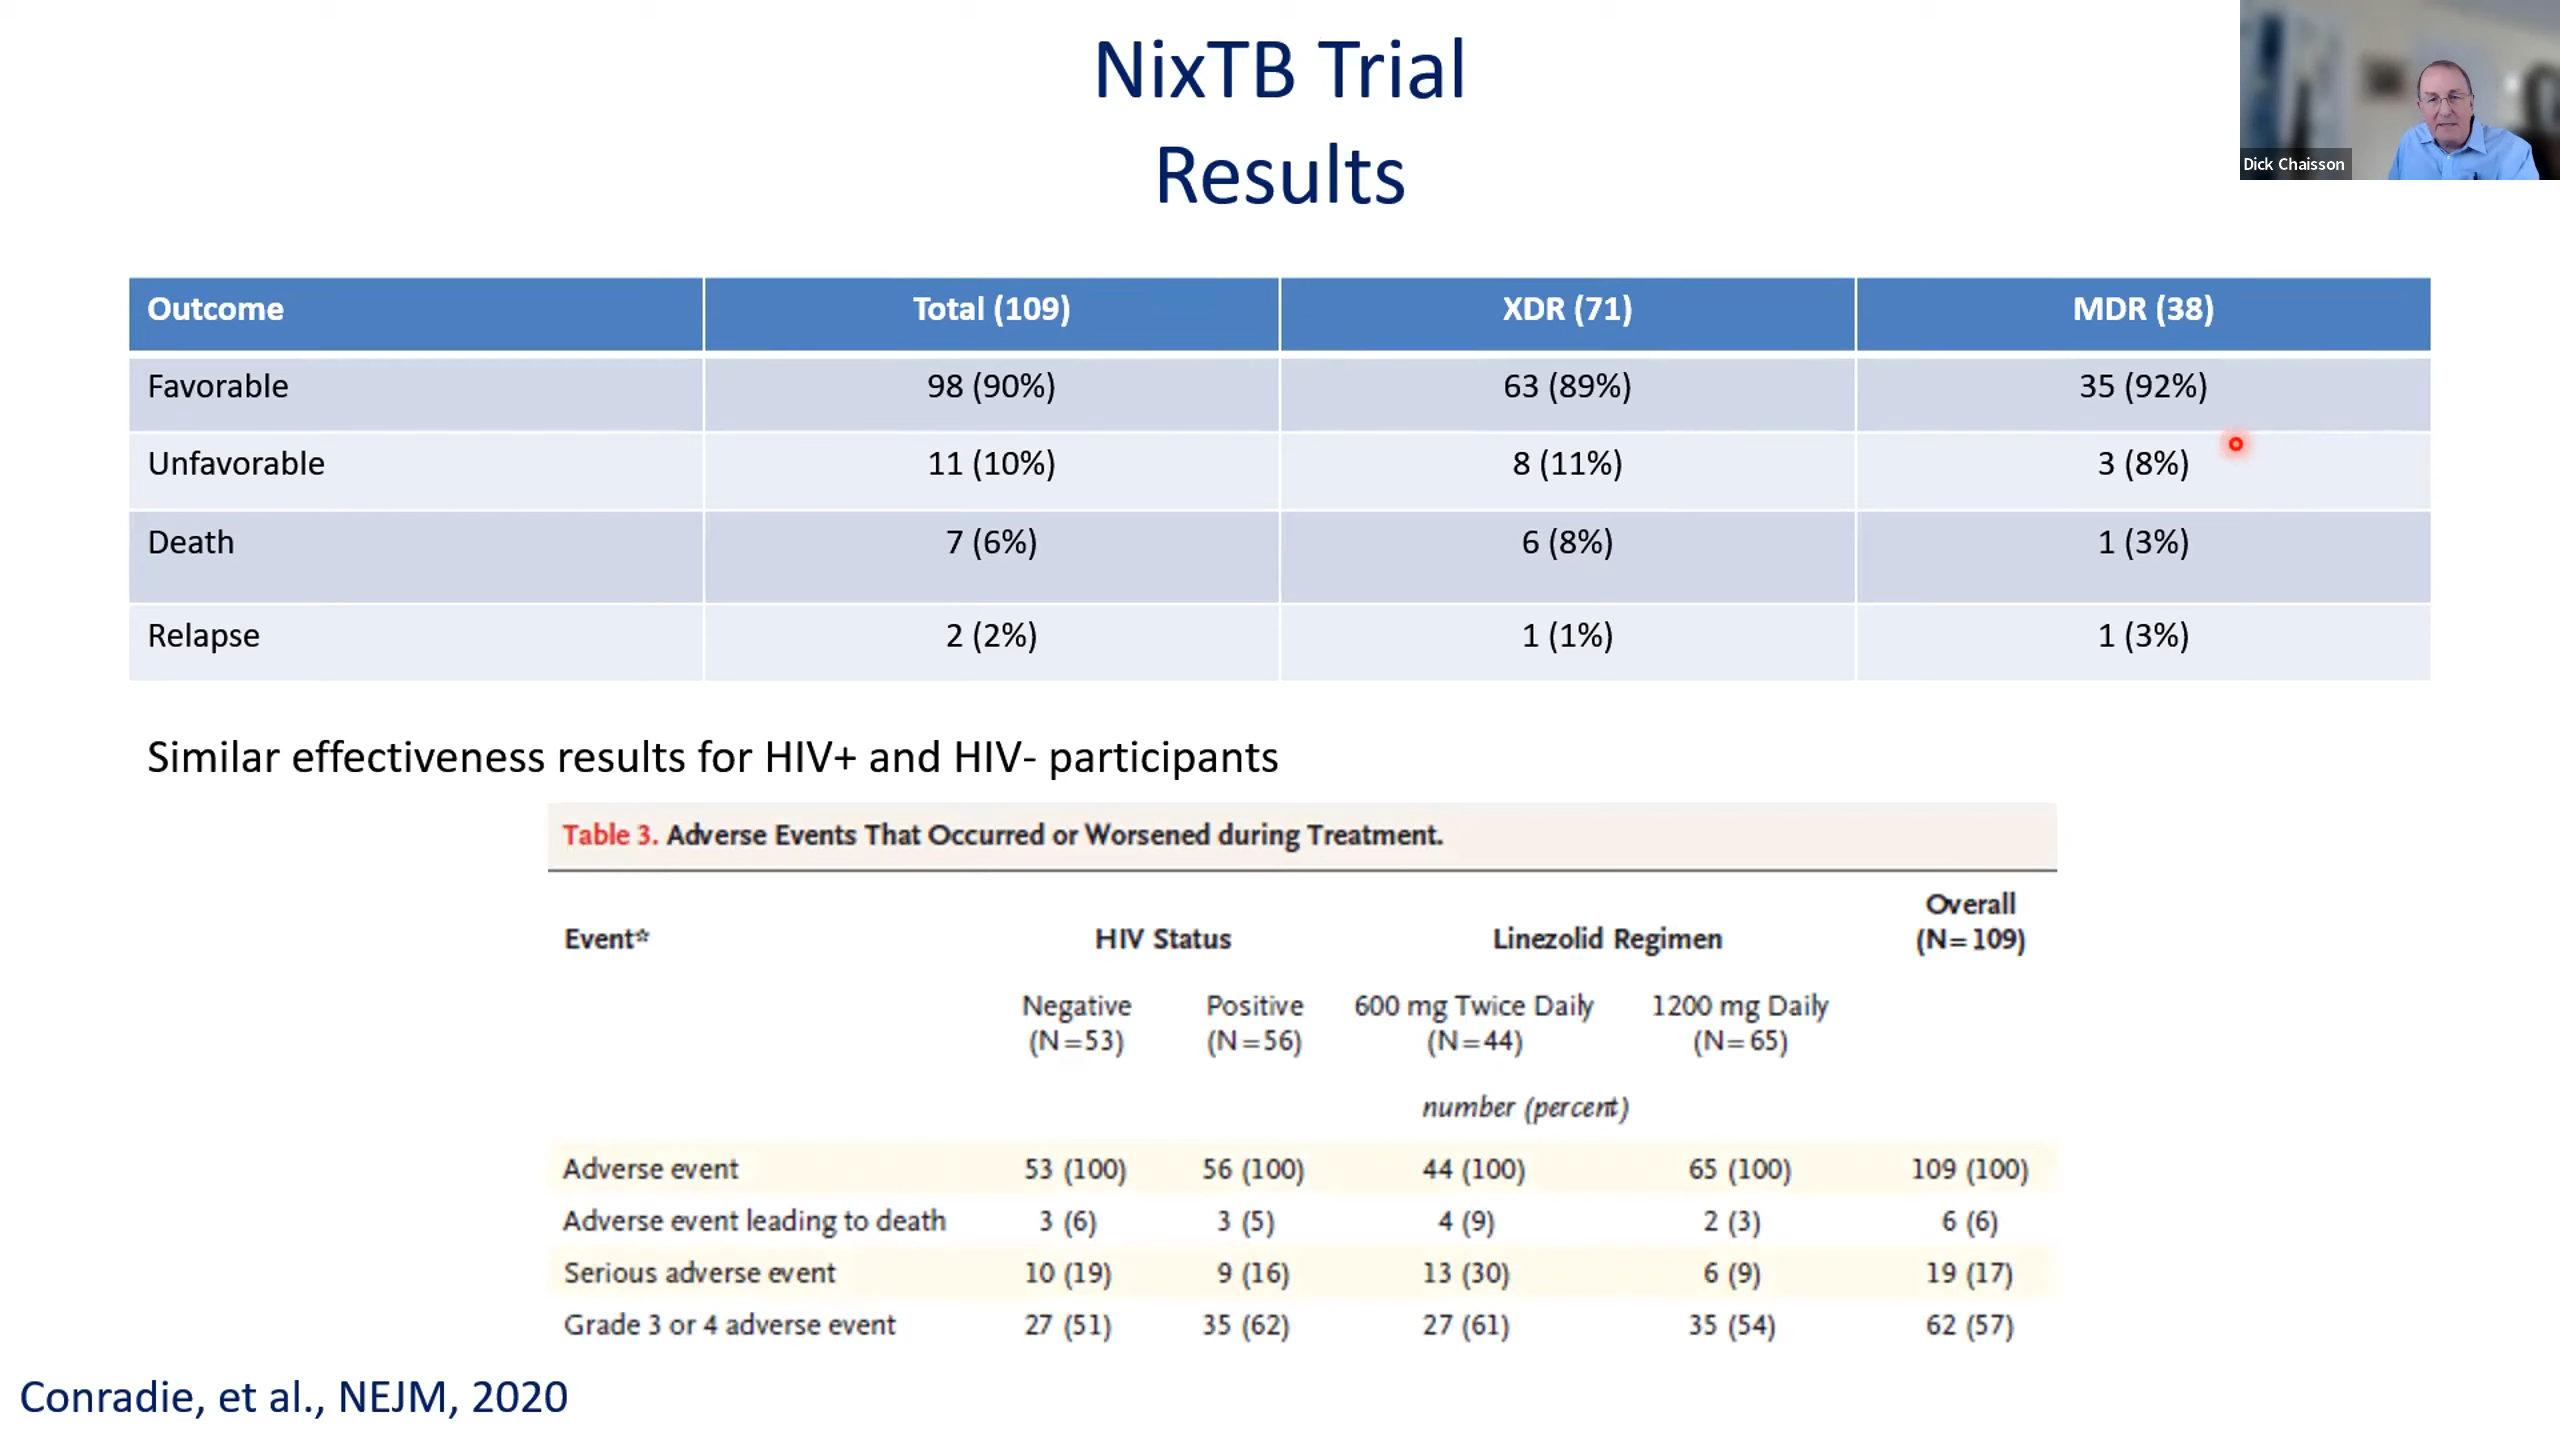 NixTB Trial
Results
Dick Chaisson
Outcome Total (109) XDR (71) MDR (38)
Favorable 98 (90%) 63 (89%) 35 (92%)
Unfavorable 11 (10%) 8 (11%) 3 (8%)
Death 7 (6%) 6 (8%) 1 (3%)
Relapse 2 (2%) 1 (1%) 1 (3%)
Similar effectiveness results for HIV+ and HIV- participants
Table 3. Adverse Events That Occurred or Worsened during Treatment.
Event* HIV Status Linezolid Regimen Overall
(N=109)
Negative Positive 600 mg Twice Daily 1200 mg Daily
(N=53) (N=56) (N=44) (N=65)
number (percent)
Adverse event 53 (100) 56 (100) 44 (100) 65 (100) 109 (100)
Adverse event leading to death 3 (6) 3 (5) 4 (9) 2 (3) 6 (6)
Serious adverse event 10 (19) 9 (16) 13 (30) 6 (9) 19 (17)
Grade 3 or 4 adverse event 27 (51) 35 (62) 27 (61) 35 (54) 62 (57)
Conradie, et al., NEJM, 2020